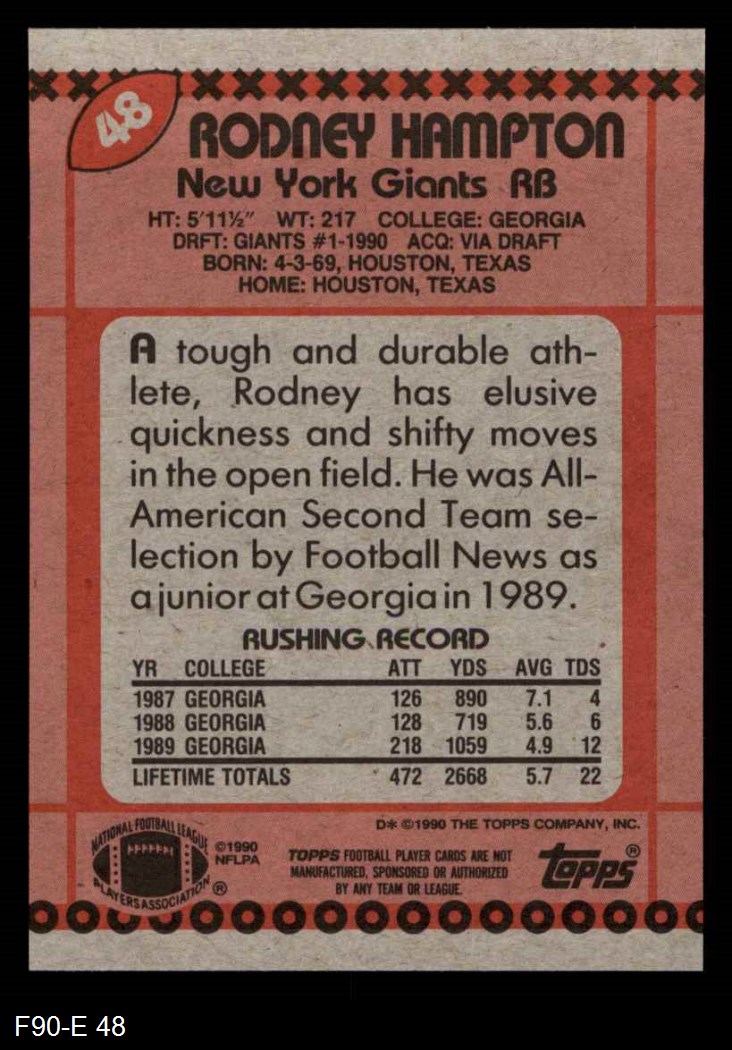 48
RODNEY HAMPTON
New York Giants RB
HT: 5'11½" WT: 217 COLLEGE: GEORGIA
DRFT: GIANTS #1-1990 ACQ: VIA DRAFT
BORN: 4-3-69, HOUSTON, TEXAS
HOME: HOUSTON, TEXAS
A tough and durable ath-
lete, Rodney has elusive
quickness and shifty moves
in the open field. He was All-
American Second Team se-
lection by Football News as
a junior at Georgia in 1989.
RUSHING RECORD
YR COLLEGE ATT YDS AVG TDS
1987 GEORGIA 126 890 7.1 4
1988 GEORGIA 128 719 5.6 6
1989 GEORGIA 218 1059 4.9 12
LIFETIME TOTALS 472 2668 5.7 22
D* ©1990 THE TOPPS COMPANY, INC.
NATIONAL FOOTBALL LEAGUE
PLAYERS ASSOCIATION ®
©1990
NFLPA
TOPPS FOOTBALL PLAYER CARDS ARE NOT
MANUFACTURED, SPONSORED OR AUTHORIZED
BY ANY TEAM OR LEAGUE.
topps®
F90-E 48